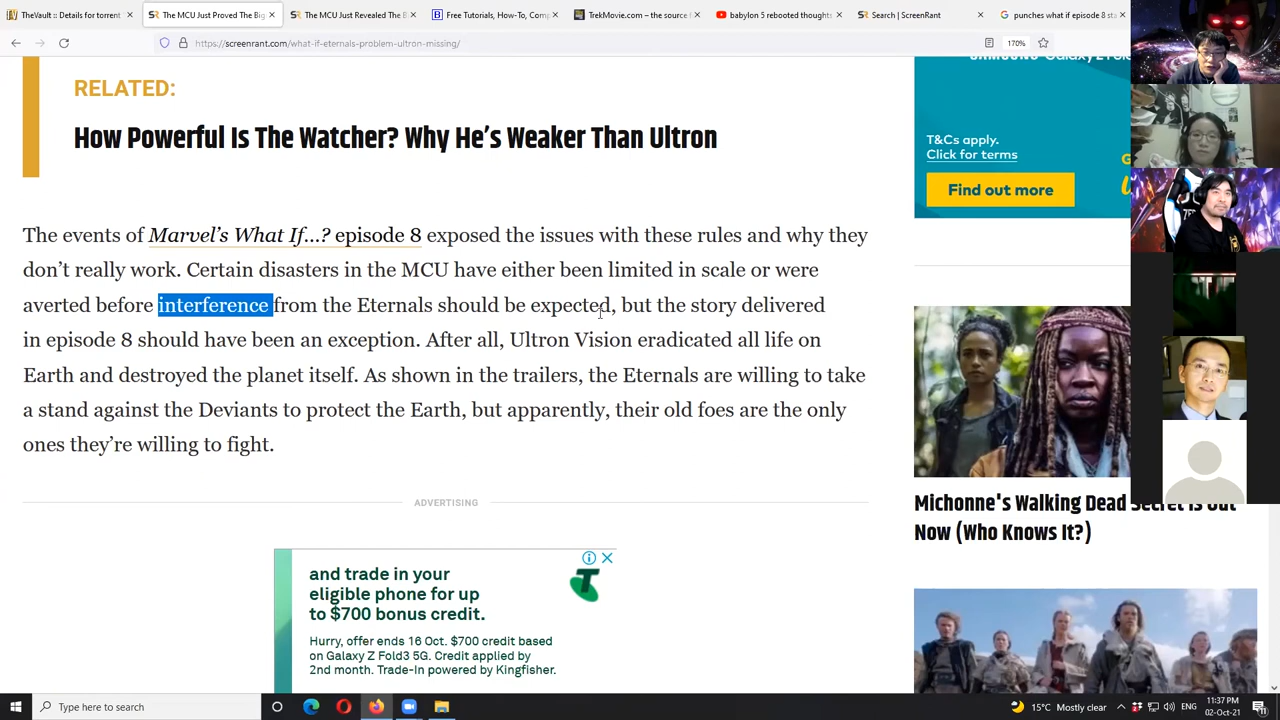 TheVault :: Details for torrent
The MCU Just Proved The Big
The MCU Just Revealed The B
Free Tutorials, How-To, Comp
TrekMovie.com – the source f
babylon 5 rebooted thoughts
Search | ScreenRant
punches what if episode 8 sta
https://screenrant.com/what-if-eternals-problem-ultron-missing/
170%
RELATED:
How Powerful Is The Watcher? Why He's Weaker Than Ultron
The events of Marvel's What If...? episode 8 exposed the issues with these rules and why they
don't really work. Certain disasters in the MCU have either been limited in scale or were
averted before interference from the Eternals should be expected, but the story delivered
in episode 8 should have been an exception. After all, Ultron Vision eradicated all life on
Earth and destroyed the planet itself. As shown in the trailers, the Eternals are willing to take
a stand against the Deviants to protect the Earth, but apparently, their old foes are the only
ones they're willing to fight.
ADVERTISING
and trade in your
eligible phone for up
to $700 bonus credit.
Hurry, offer ends 16 Oct. $700 credit based
on Galaxy Z Fold3 5G. Credit applied by
2nd month. Trade-In powered by Kingfisher.
T&Cs apply.
Click for terms
Find out more
Michonne's Walking Dead Secret Is Out
Now (Who Knows It?)
Type here to search
15°C Mostly clear
11:37 PM
02-Oct-21